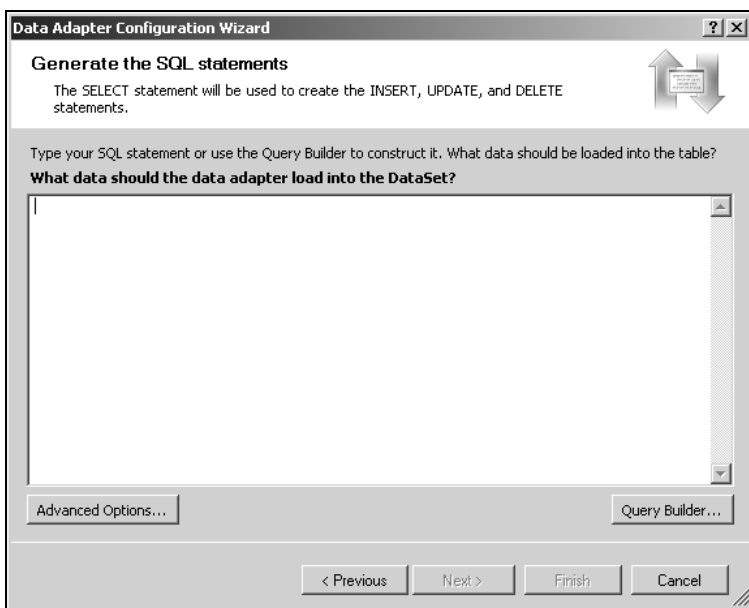 Data Adapter Configuration Wizard
Generate the SQL statements
The SELECT statement will be used to create the INSERT, UPDATE, and DELETE
statements.
Type your SQL statement or use the Query Builder to construct it. What data should be loaded into the table?
What data should the data adapter load into the DataSet?
Advanced Options...
Query Builder...
< Previous
Next >
Finish
Cancel